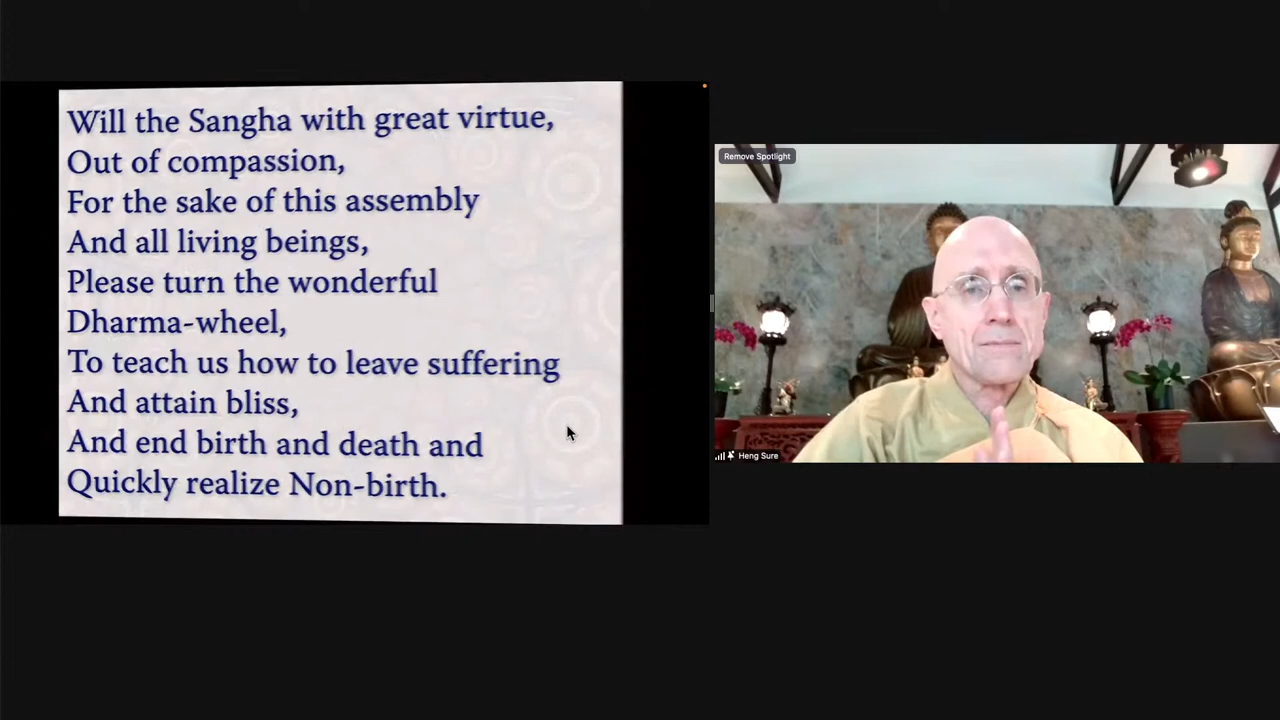 Will the Sangha with great virtue,
Out of compassion,
For the sake of this assembly
And all living beings,
Please turn the wonderful
Dharma-wheel,
To teach us how to leave suffering
And attain bliss,
And end birth and death and
Quickly realize Non-birth.
Remove Spotlight
Heng Sure